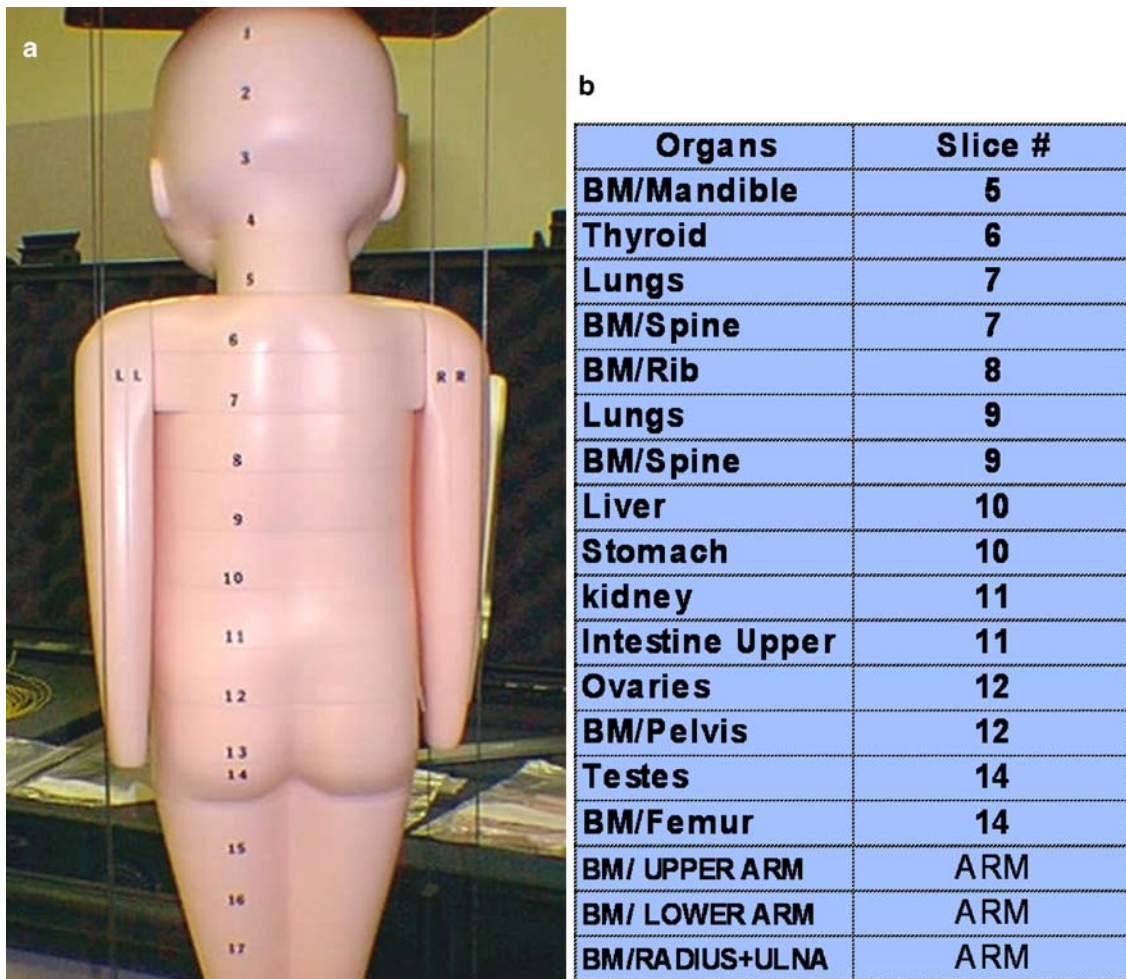 a
1
2
3
4
5
6
L L R R
7
8
9
10
11
12
13
14
15
16
17
b
Organs Slice #
BM/Mandible 5
Thyroid 6
Lungs 7
BM/Spine 7
BM/Rib 8
Lungs 9
BM/Spine 9
Liver 10
Stomach 10
kidney 11
Intestine Upper 11
Ovaries 12
BM/Pelvis 12
Testes 14
BM/Femur 14
BM/ UPPER ARM ARM
BM/ LOWER ARM ARM
BM/RADIUS+ULNA ARM